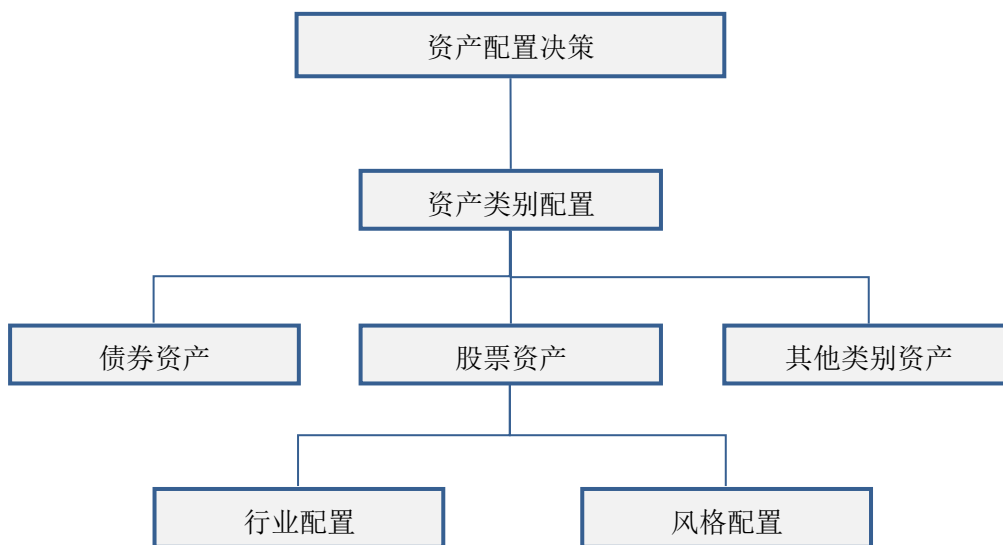 资产配置决策
资产类别配置
债券资产
股票资产
其他类别资产
行业配置
风格配置